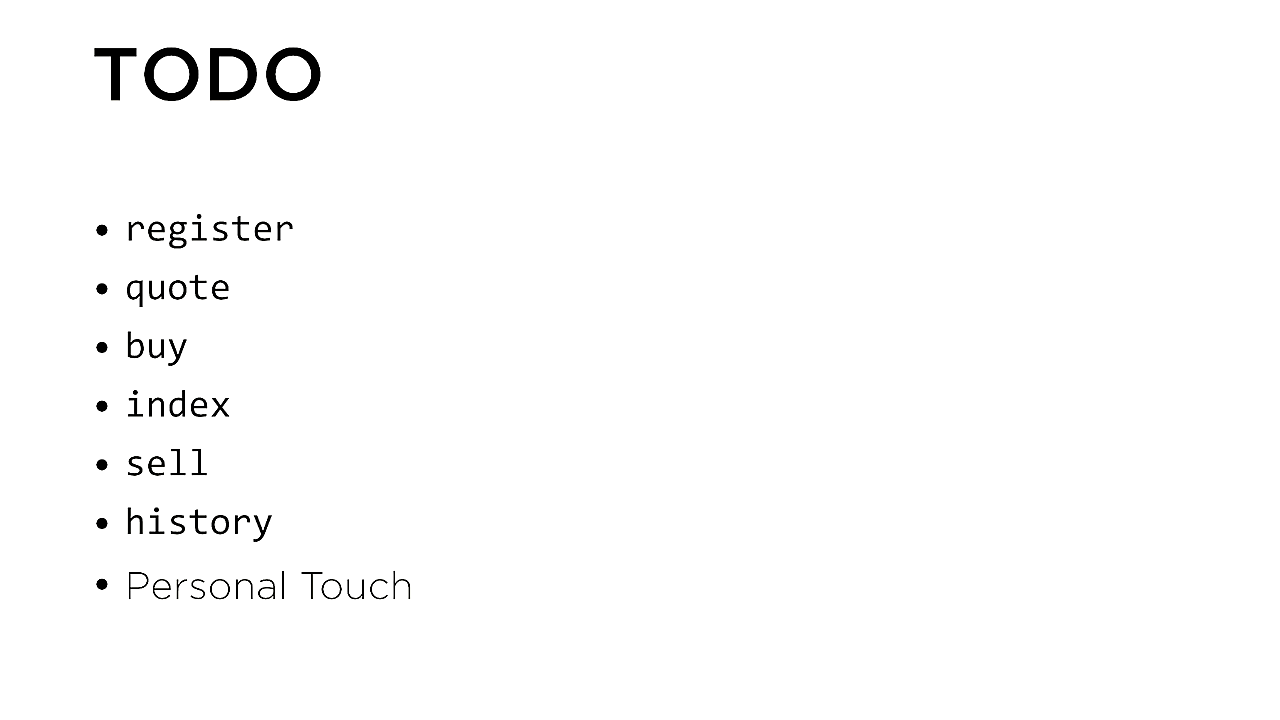 TODO
• register
• quote
• buy
• index
• sell
• history
• Personal Touch